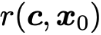 r(c, x₀)